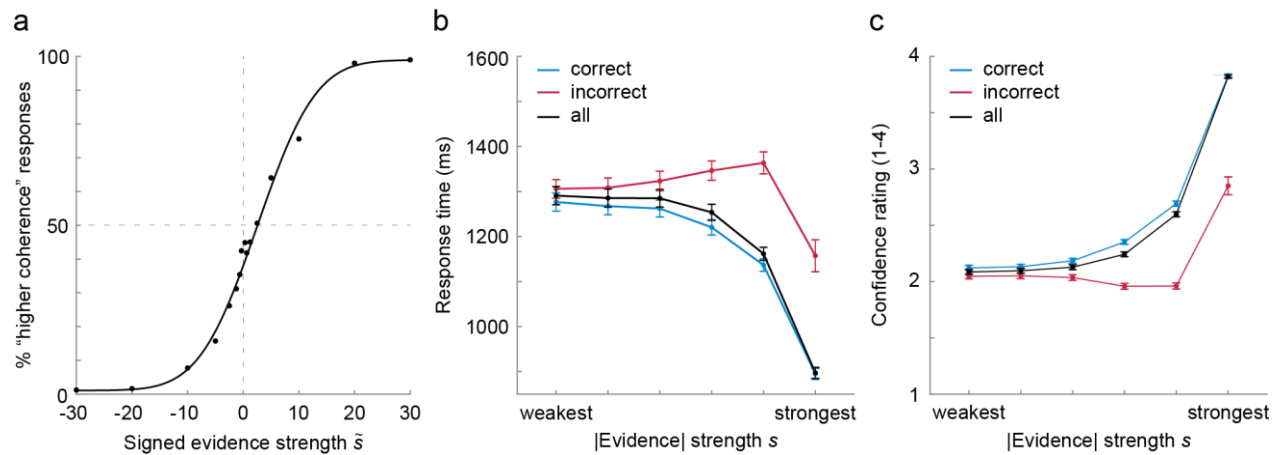 a
% “higher coherence” responses
100
50
0
-30
-20
-10
0
10
20
30
Signed evidence strength s̃
b
correct
incorrect
all
Response time (ms)
1600
1400
1200
1000
weakest
strongest
|Evidence| strength s
c
correct
incorrect
all
Confidence rating (1-4)
4
3
2
1
weakest
strongest
|Evidence| strength s